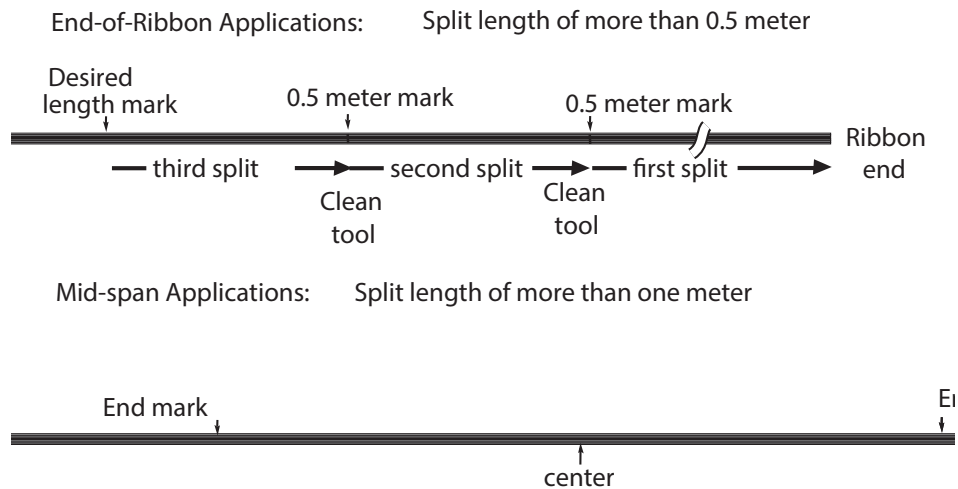 End-of-Ribbon Applications: Split length of more than 0.5 meter
Desired
length mark
0.5 meter mark
0.5 meter mark
Ribbon
end
third split
second split
first split
Clean
tool
Clean
tool
Mid-span Applications: Split length of more than one meter
End mark
center